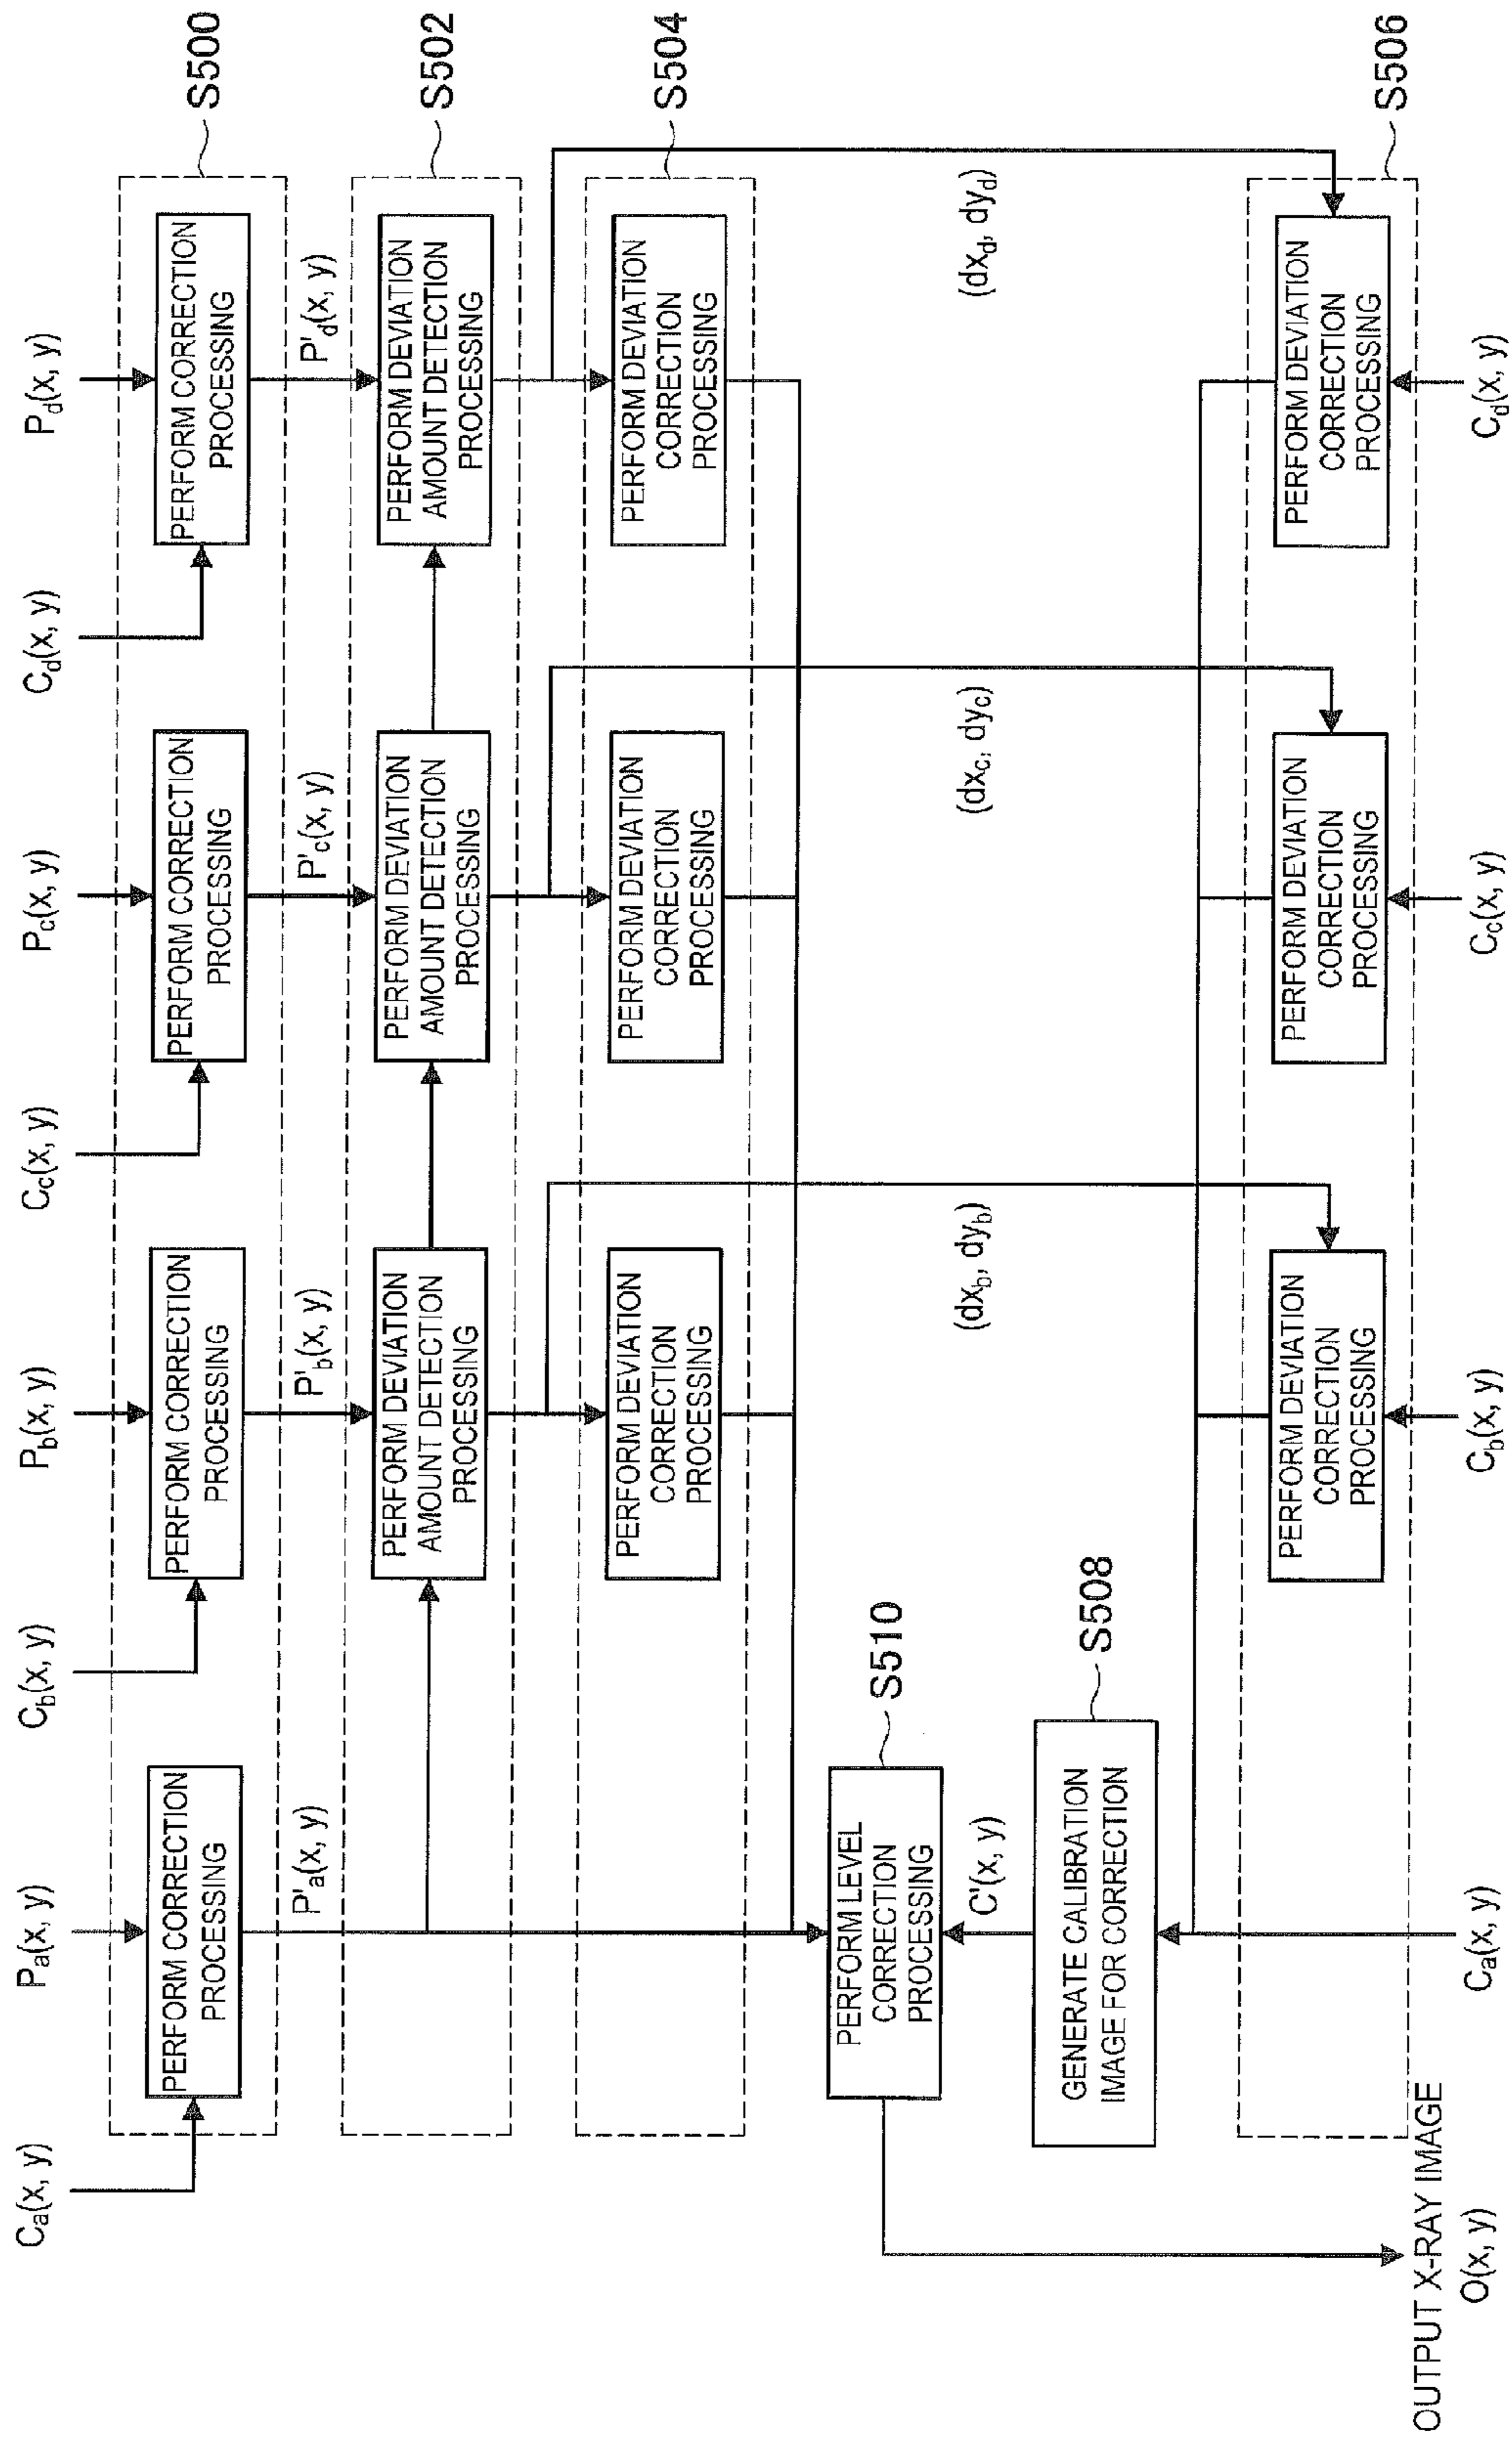 Ca(x, y)
Pa(x, y)
Cb(x, y)
Pb(x, y)
Cc(x, y)
Pc(x, y)
Cd(x, y)
Pd(x, y)
PERFORM CORRECTION
PROCESSING
PERFORM CORRECTION
PROCESSING
PERFORM CORRECTION
PROCESSING
PERFORM CORRECTION
PROCESSING
S500
P'a(x, y)
P'b(x, y)
P'c(x, y)
P'd(x, y)
PERFORM DEVIATION
AMOUNT DETECTION
PROCESSING
PERFORM DEVIATION
AMOUNT DETECTION
PROCESSING
PERFORM DEVIATION
AMOUNT DETECTION
PROCESSING
S502
PERFORM DEVIATION
CORRECTION
PROCESSING
PERFORM DEVIATION
CORRECTION
PROCESSING
PERFORM DEVIATION
CORRECTION
PROCESSING
S504
PERFORM LEVEL
CORRECTION
PROCESSING
S510
C'(x, y)
(dxb, dyb)
(dxc, dyc)
(dxd, dyd)
GENERATE CALIBRATION
IMAGE FOR CORRECTION
S508
PERFORM DEVIATION
CORRECTION
PROCESSING
PERFORM DEVIATION
CORRECTION
PROCESSING
PERFORM DEVIATION
CORRECTION
PROCESSING
S506
OUTPUT X-RAY IMAGE
O(x, y)
Ca(x, y)
Cb(x, y)
Cc(x, y)
Cd(x, y)